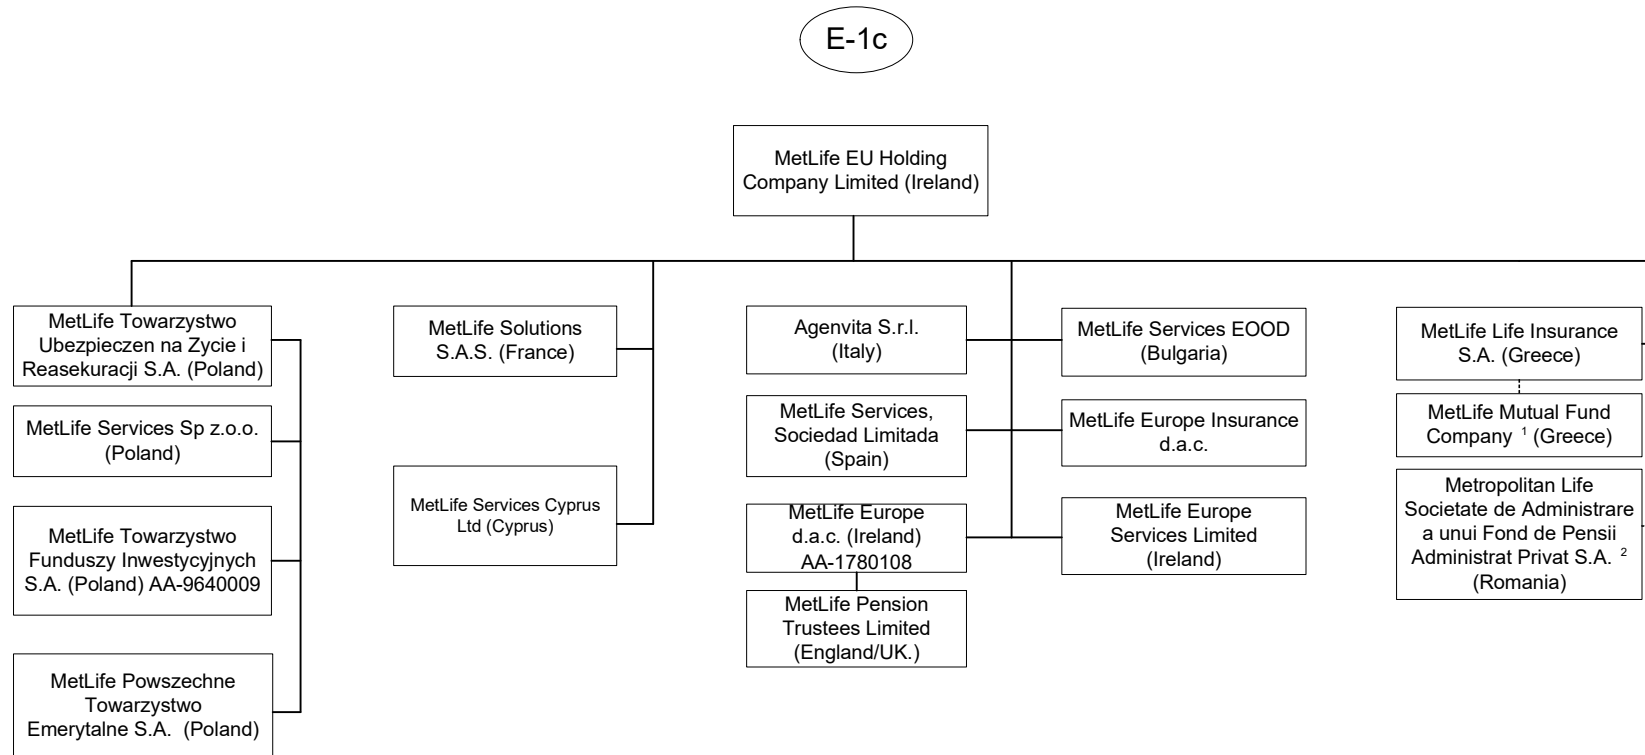 E-1c
MetLife EU Holding
Company Limited (Ireland)
MetLife Towarzystwo
Ubezpieczen na Zycie i
Reasekuracji S.A. (Poland)
MetLife Services Sp z.o.o.
(Poland)
MetLife Towarzystwo
Funduszy Inwestycyjnych
S.A. (Poland) AA-9640009
MetLife Powszechne
Towarzystwo
Emerytalne S.A. (Poland)
MetLife Solutions
S.A.S. (France)
MetLife Services Cyprus
Ltd (Cyprus)
Agenvita S.r.l.
(Italy)
MetLife Services,
Sociedad Limitada
(Spain)
MetLife Europe
d.a.c. (Ireland)
AA-1780108
MetLife Pension
Trustees Limited
(England/UK.)
MetLife Services EOOD
(Bulgaria)
MetLife Europe Insurance
d.a.c.
MetLife Europe
Services Limited
(Ireland)
MetLife Life Insurance
S.A. (Greece)
MetLife Mutual Fund
Company ¹ (Greece)
Metropolitan Life
Societate de Administrare
a unui Fond de Pensii
Administrat Privat S.A. ²
(Romania)